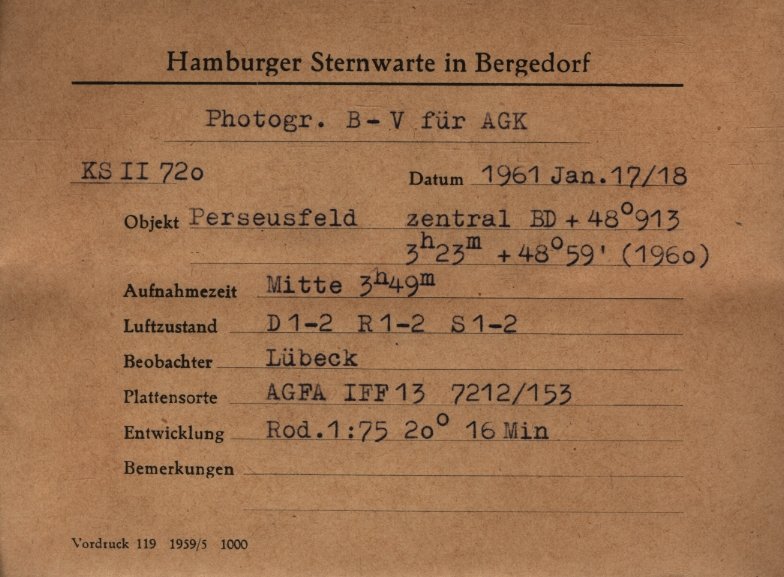 Hamburger Sternwarte in Bergedorf
Photogr. B-V für AGK
KS II 72o Datum 1961 Jan.17/18
Objekt Perseusfeld zentral BD + 48°913
3h23m + 48°59' (196o)
Aufnahmezeit Mitte 3h49m
Luftzustand D 1-2 R 1-2 S 1-2
Beobachter Lübeck
Plattensorte AGFA IFF 13 7212/153
Entwicklung Rod.1:75 2o° 16 Min
Bemerkungen
Vordruck 119 1959/5 1000